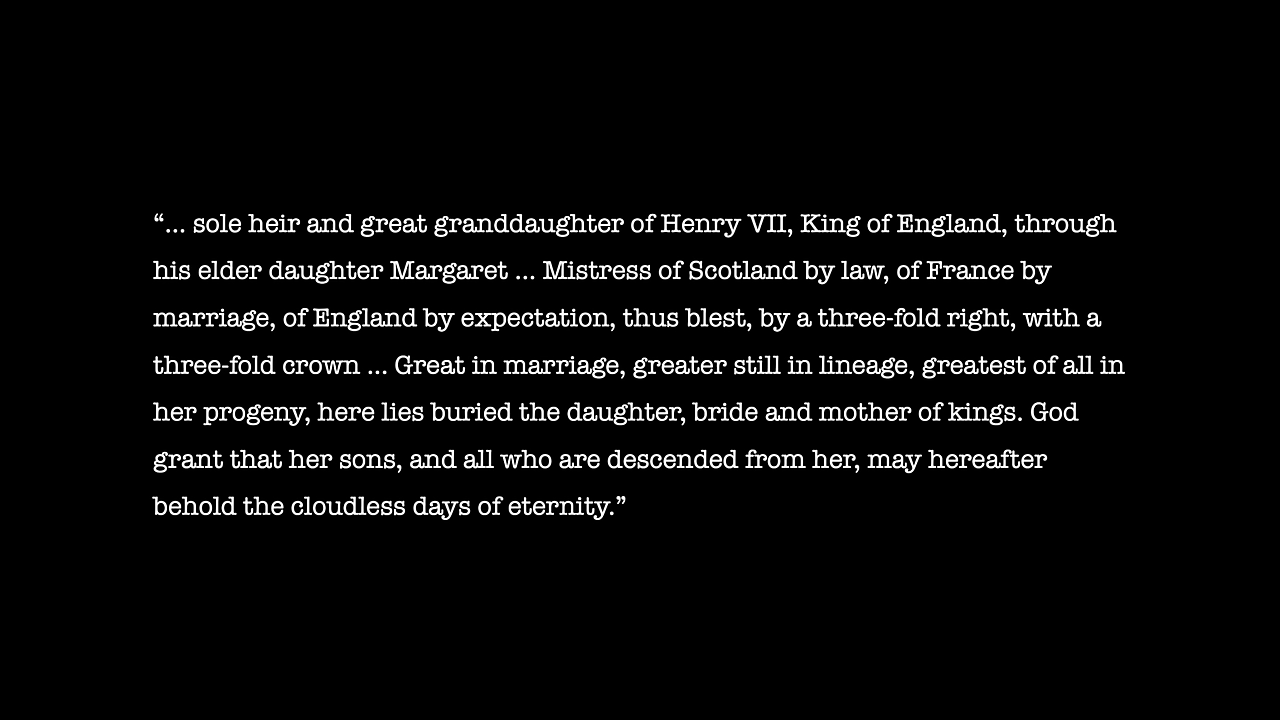 “... sole heir and great granddaughter of Henry VII, King of England, through
his elder daughter Margaret ... Mistress of Scotland by law, of France by
marriage, of England by expectation, thus blest, by a three-fold right, with a
three-fold crown ... Great in marriage, greater still in lineage, greatest of all in
her progeny, here lies buried the daughter, bride and mother of kings. God
grant that her sons, and all who are descended from her, may hereafter
behold the cloudless days of eternity.”